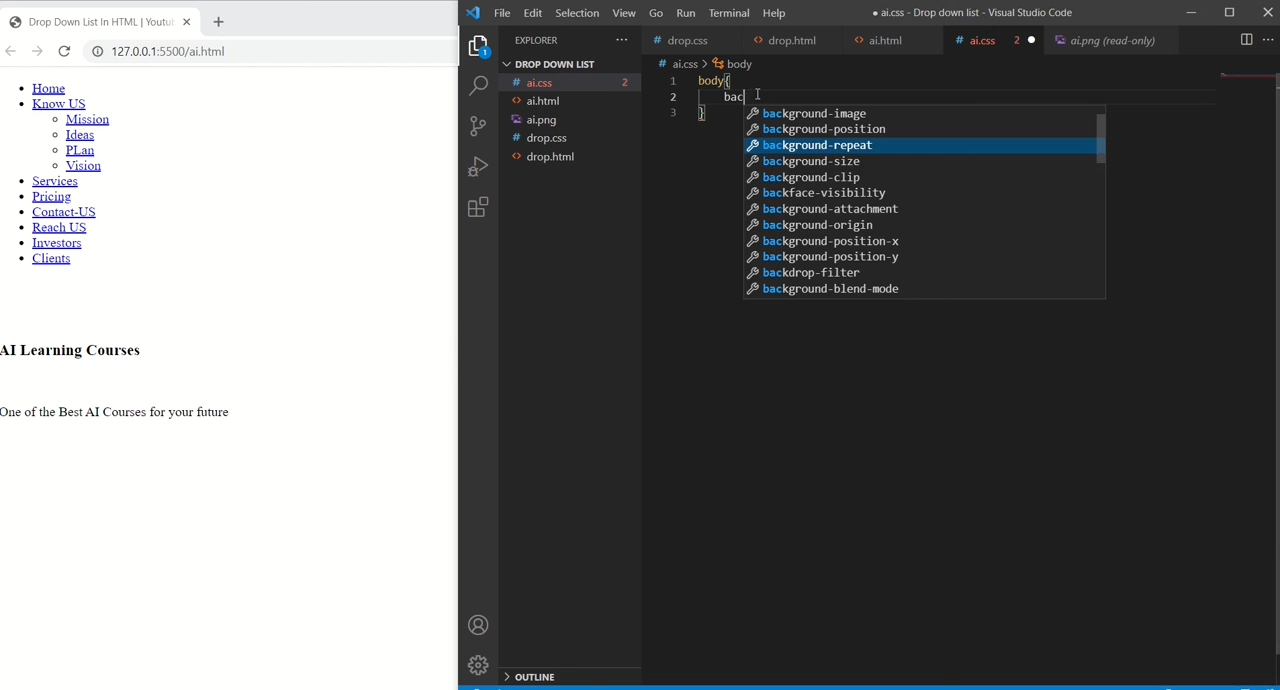 Drop Down List In HTML | Youtu
127.0.0.1:5500/ai.html
Home
Know US
Mission
Ideas
PLan
Vision
Services
Pricing
Contact-US
Reach US
Investors
Clients
AI Learning Courses
One of the Best AI Courses for your future
File Edit Selection View Go Run Terminal Help
● ai.css - Drop down list - Visual Studio Code
1
EXPLORER
DROP DOWN LIST
# ai.css 2
<> ai.html
ai.png
# drop.css
<> drop.html
OUTLINE
# drop.css <> drop.html <> ai.html # ai.css 2 ai.png (read-only)
# ai.css > body
1 body{
2 bac
3 }
background-image
background-position
background-repeat
background-size
background-clip
backface-visibility
background-attachment
background-origin
background-position-x
background-position-y
backdrop-filter
background-blend-mode